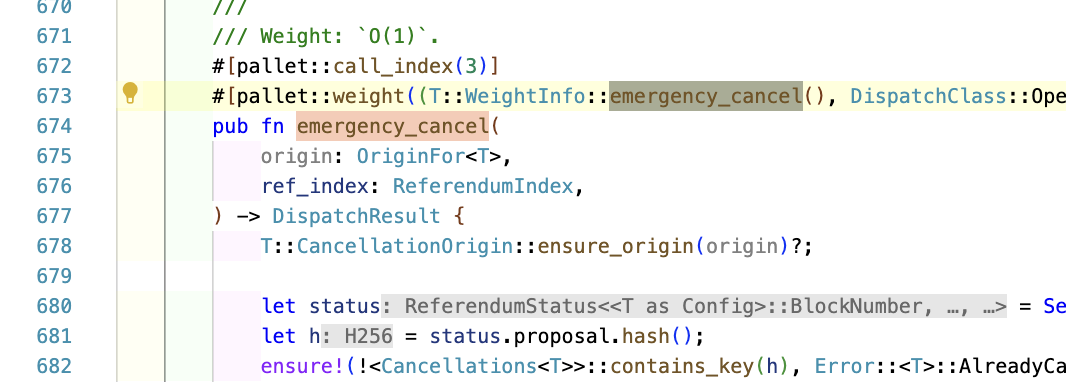 670 ///
671 /// Weight: `O(1)`.
672 #[pallet::call_index(3)]
673 #[pallet::weight((T::WeightInfo::emergency_cancel(), DispatchClass::Ope
674 pub fn emergency_cancel(
675 origin: OriginFor<T>,
676 ref_index: ReferendumIndex,
677 ) -> DispatchResult {
678 T::CancellationOrigin::ensure_origin(origin)?;
679
680 let status: ReferendumStatus<<T as Config>::BlockNumber, …, …> = Se
681 let h: H256 = status.proposal.hash();
682 ensure!(!<Cancellations<T>>::contains_key(h), Error::<T>::AlreadyCa